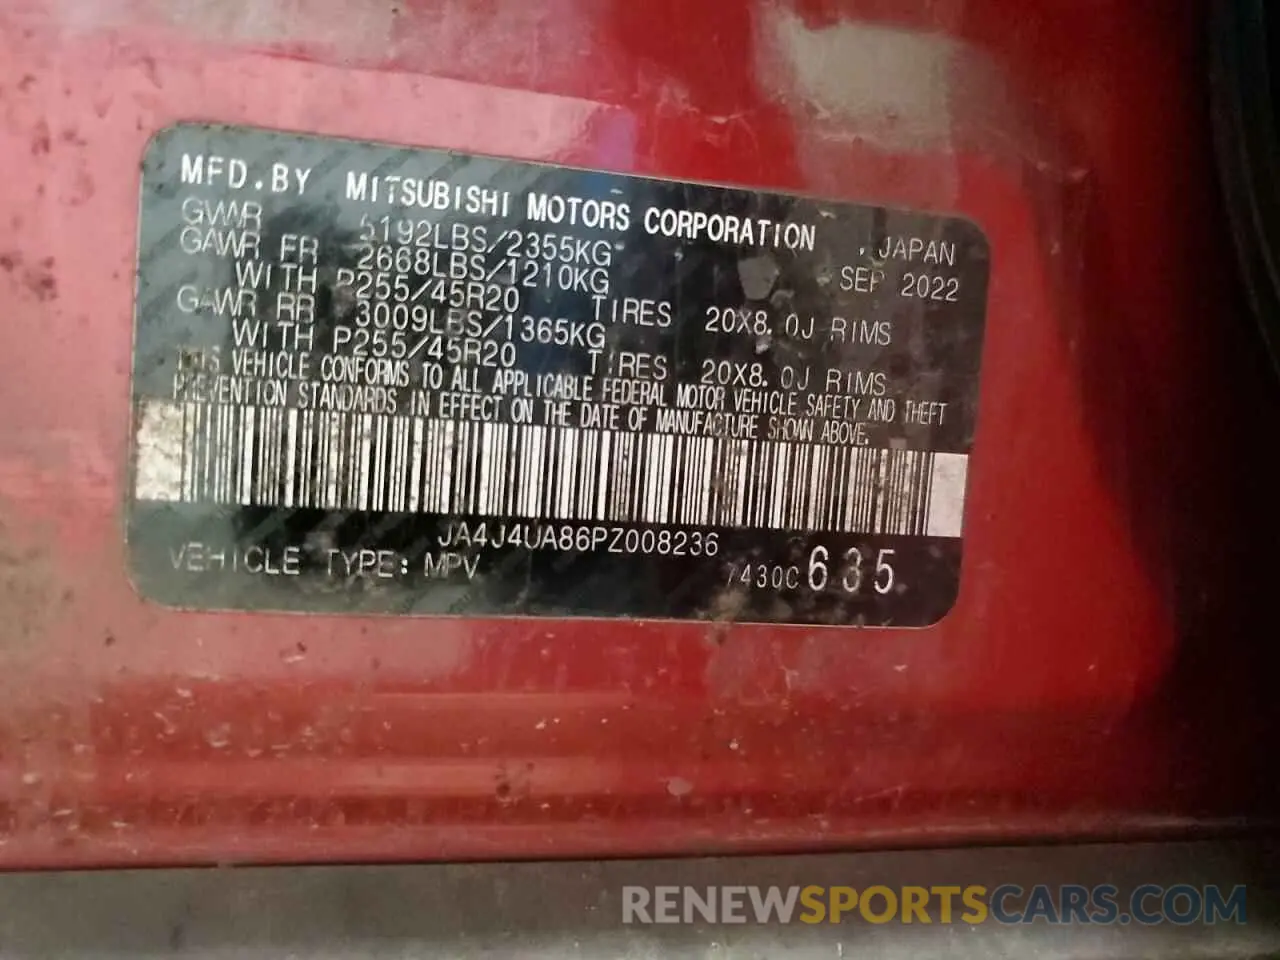 MFD.BY MITSUBISHI MOTORS CORPORATION , JAPAN
GVWR 5192LBS/2355KG SEP 2022
GAWR FR 2668LBS/1210KG
WITH P255/45R20 TIRES 20X8.0J RIMS
GAWR RR 3009LBS/1365KG
WITH P255/45R20 TIRES 20X8.0J RIMS
THIS VEHICLE CONFORMS TO ALL APPLICABLE FEDERAL MOTOR VEHICLE SAFETY AND THEFT
PREVENTION STANDARDS IN EFFECT ON THE DATE OF MANUFACTURE SHOWN ABOVE.
JA4J4UA86PZ008236
VEHICLE TYPE: MPV 7430C 635
RENEWSPORTSCARS.COM